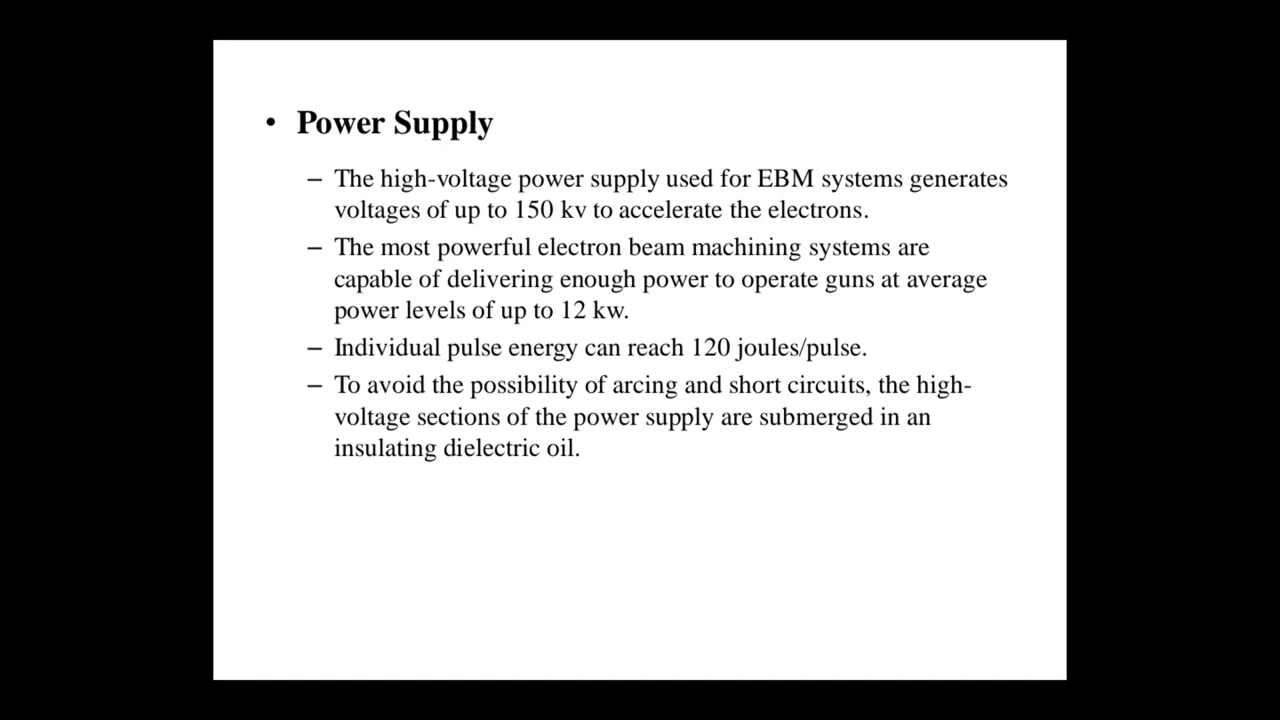 • Power Supply
– The high-voltage power supply used for EBM systems generates
voltages of up to 150 kv to accelerate the electrons.
– The most powerful electron beam machining systems are
capable of delivering enough power to operate guns at average
power levels of up to 12 kw.
– Individual pulse energy can reach 120 joules/pulse.
– To avoid the possibility of arcing and short circuits, the high-
voltage sections of the power supply are submerged in an
insulating dielectric oil.